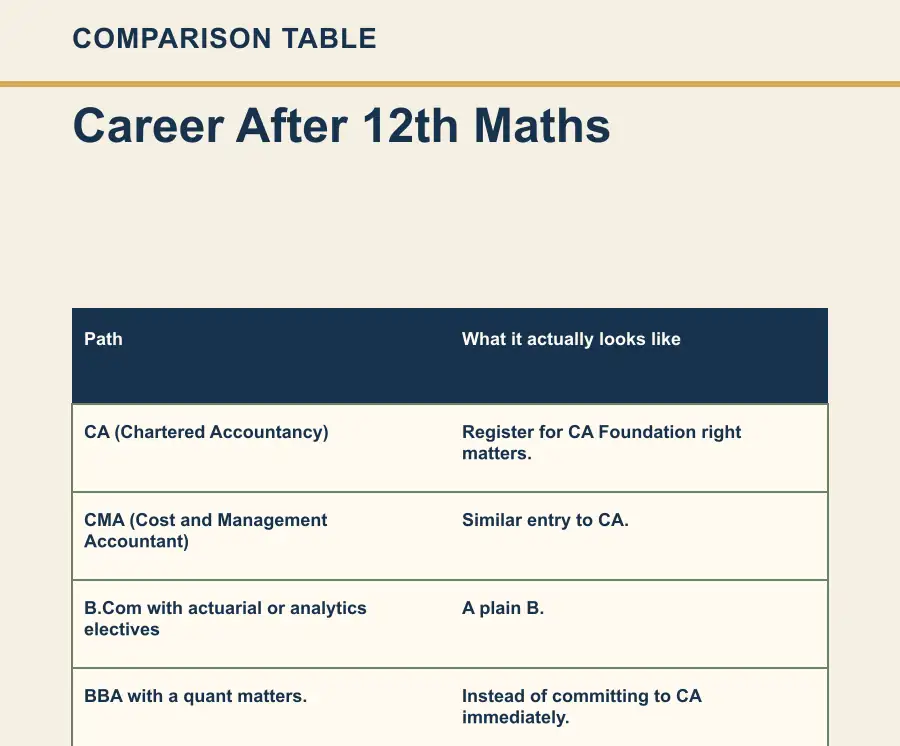 COMPARISON TABLE
Career After 12th Maths
Path
What it actually looks like
CA (Chartered Accountancy)
Register for CA Foundation right
matters.
CMA (Cost and Management
Accountant)
Similar entry to CA.
B.Com with actuarial or analytics
electives
A plain B.
BBA with a quant matters.
Instead of committing to CA
immediately.